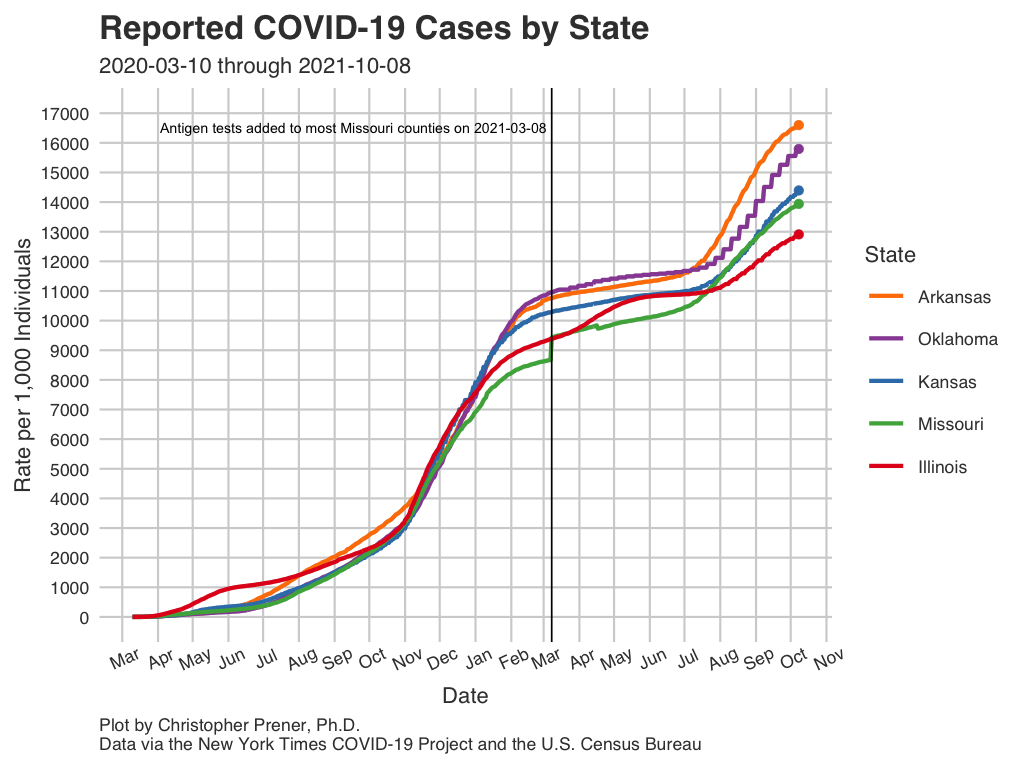 Reported COVID-19 Cases by State
2020-03-10 through 2021-10-08
17000
Antigen tests added to most Missouri counties on 2021-03-08
16000
15000
14000
13000
12000
11000
10000
9000
8000
7000
6000
5000
4000
3000
2000
1000
0
Rate per 1,000 Individuals
State
Arkansas
Oklahoma
Kansas
Missouri
Illinois
Mar Apr May Jun Jul Aug Sep Oct Nov Dec Jan Feb Mar Apr May Jun Jul Aug Sep Oct Nov
Date
Plot by Christopher Prener, Ph.D.
Data via the New York Times COVID-19 Project and the U.S. Census Bureau